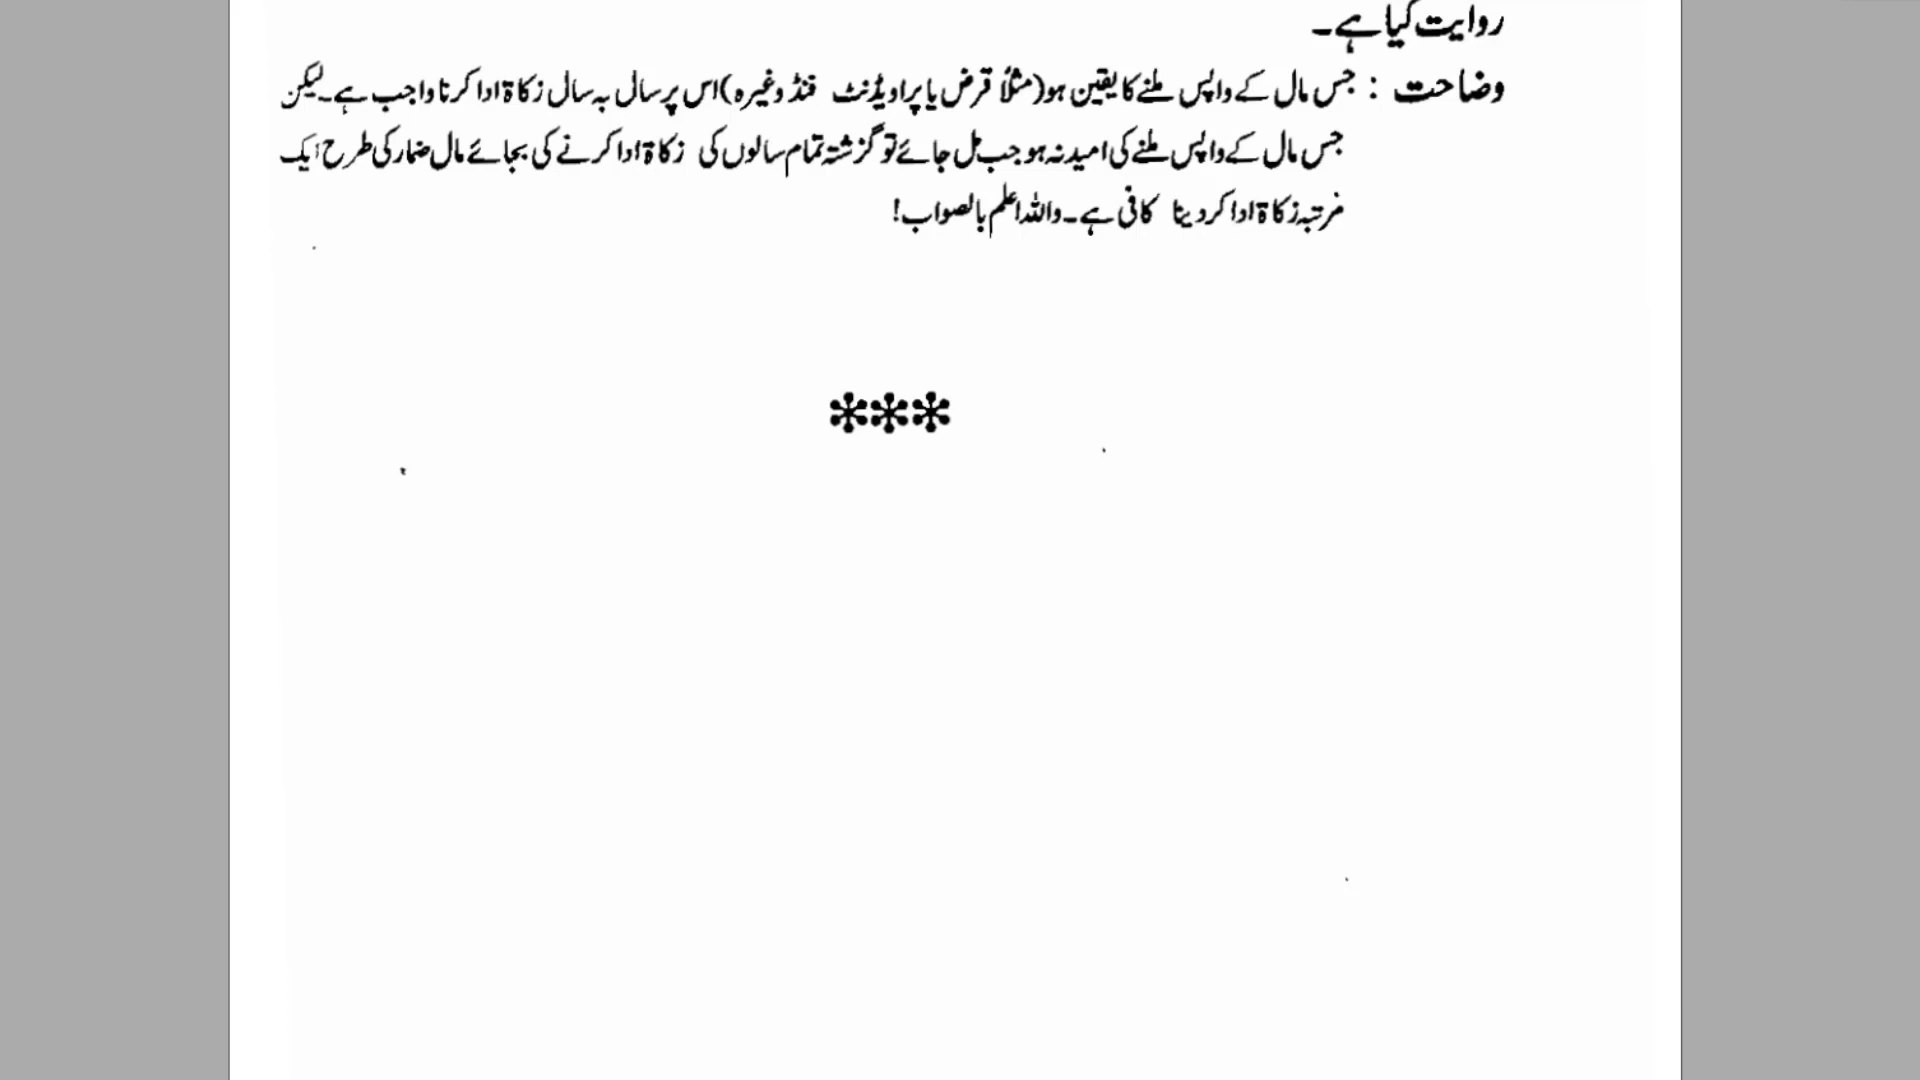 روایت کیا ہے۔
وضاحت : جس مال کے واپس ملنے کا یقین ہو (مثلاً قرض یا پراویڈنٹ فنڈ وغیرہ) اس پر سال بہ سال زکاۃ ادا کرنا واجب ہے۔ لیکن
جس مال کے واپس ملنے کی امید نہ ہو جب مل جائے تو گزشتہ تمام سالوں کی زکاۃ ادا کرنے کی بجائے مال ضمار کی طرح ایک
مرتبہ زکاۃ ادا کر دینا کافی ہے۔ واللہ اعلم بالصواب!
***